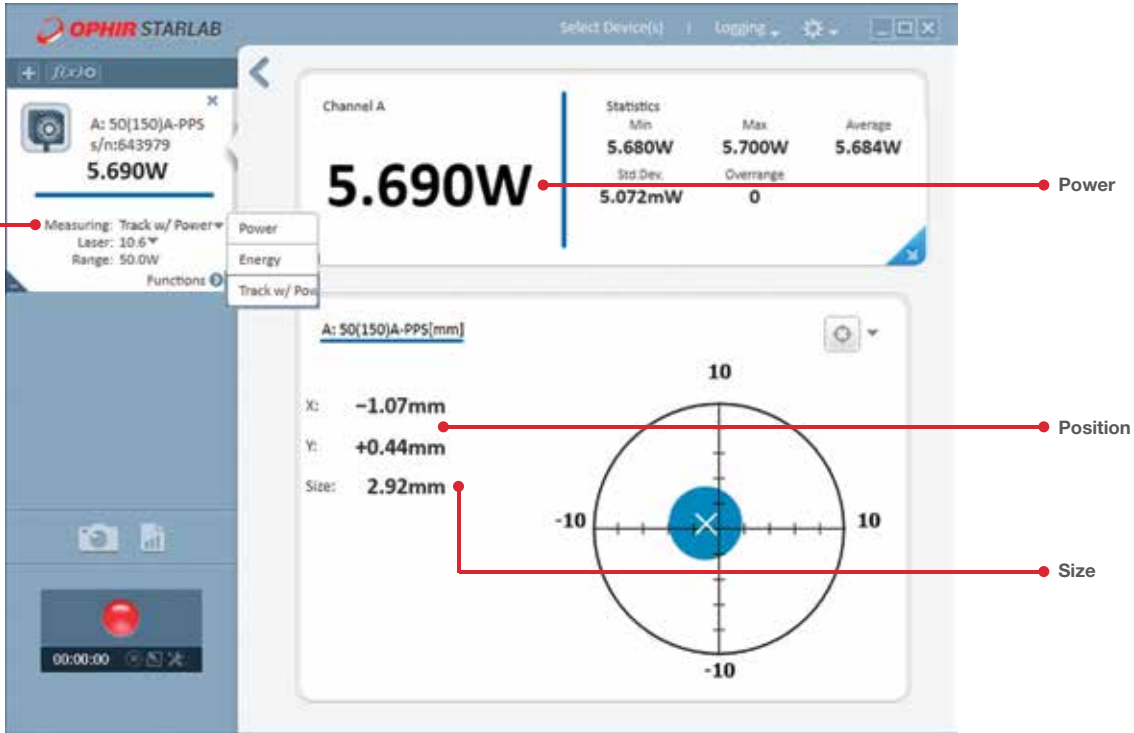 OPHIR STARLAB
Select Device(s) | Logging
f(x)
A: 50(150)A-PPS
s/n:643979
5.690W
Measuring: Track w/ Power
Laser: 10.6
Range: 50.0W
Functions
Power
Energy
Track w/ Pow
Channel A
5.690W
Statistics
Min Max Average
5.680W 5.700W 5.684W
Std.Dev. Overrange
5.072mW 0
Power
A: 50(150)A-PPS[mm]
X: −1.07mm
Y: +0.44mm
Size: 2.92mm
10
-10 10
-10
Position
Size
00:00:00